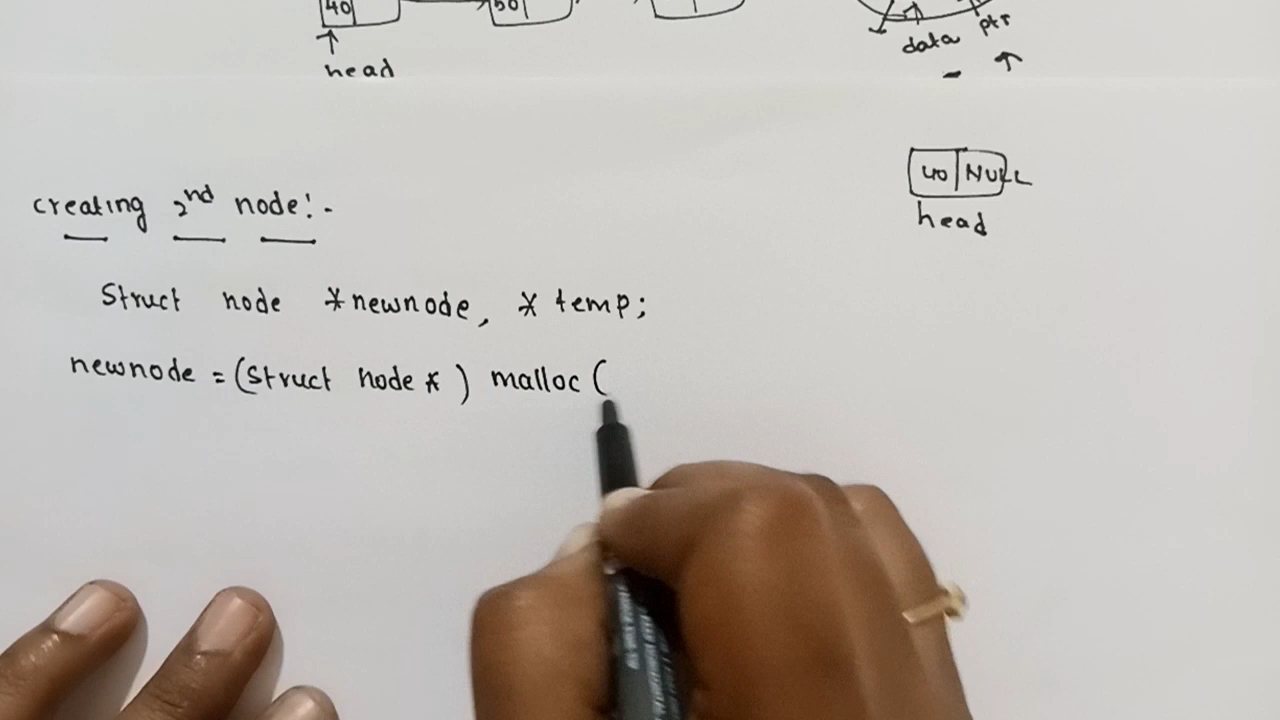 40 50
data ptr
head
40 NULL
head
creating 2nd node:-
Struct node *newnode, * temp;
newnode = (Struct node *) malloc (